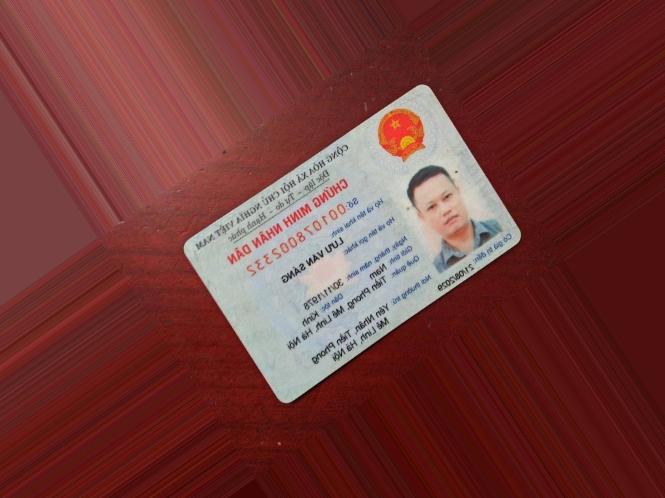 CỘNG HÒA XÃ HỘI CHỦ NGHĨA VIỆT NAM
Độc lập - Tự do - Hạnh phúc
CHỨNG MINH NHÂN DÂN
Số: 001078002332
Họ và tên khai sinh:
LƯU VĂN SÁNG
Họ và tên gọi khác:
Ngày, tháng, năm sinh: 30/11/1978
Giới tính: Nam Dân tộc: Kinh
Quê quán: Tiền Phong, Mê Linh, Hà Nội
Nơi thường trú: Yên Nhân, Tiền Phong
Mê Linh, Hà Nội
Có giá trị đến: 21/08/2029